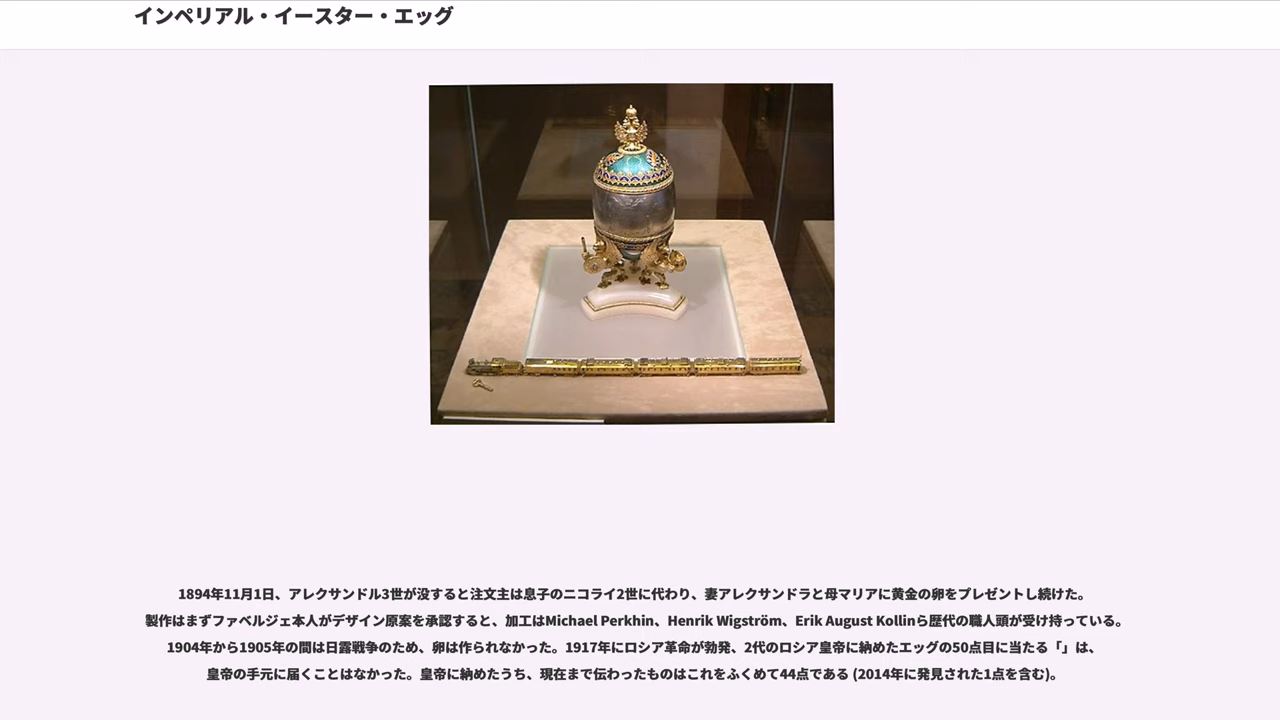 インペリアル・イースター・エッグ
1894年11月1日、アレクサンドル3世が没すると注文主は息子のニコライ2世に代わり、妻アレクサンドラと母マリアに黄金の卵をプレゼントし続けた。
製作はまずファベルジェ本人がデザイン原案を承認すると、加工はMichael Perkhin、Henrik Wigström、Erik August Kollinら歴代の職人頭が受け持っている。
1904年から1905年の間は日露戦争のため、卵は作られなかった。1917年にロシア革命が勃発、2代のロシア皇帝に納めたエッグの50点目に当たる「」は、
皇帝の手元に届くことはなかった。皇帝に納めたうち、現在まで伝わったものはこれをふくめて44点である (2014年に発見された1点を含む)。